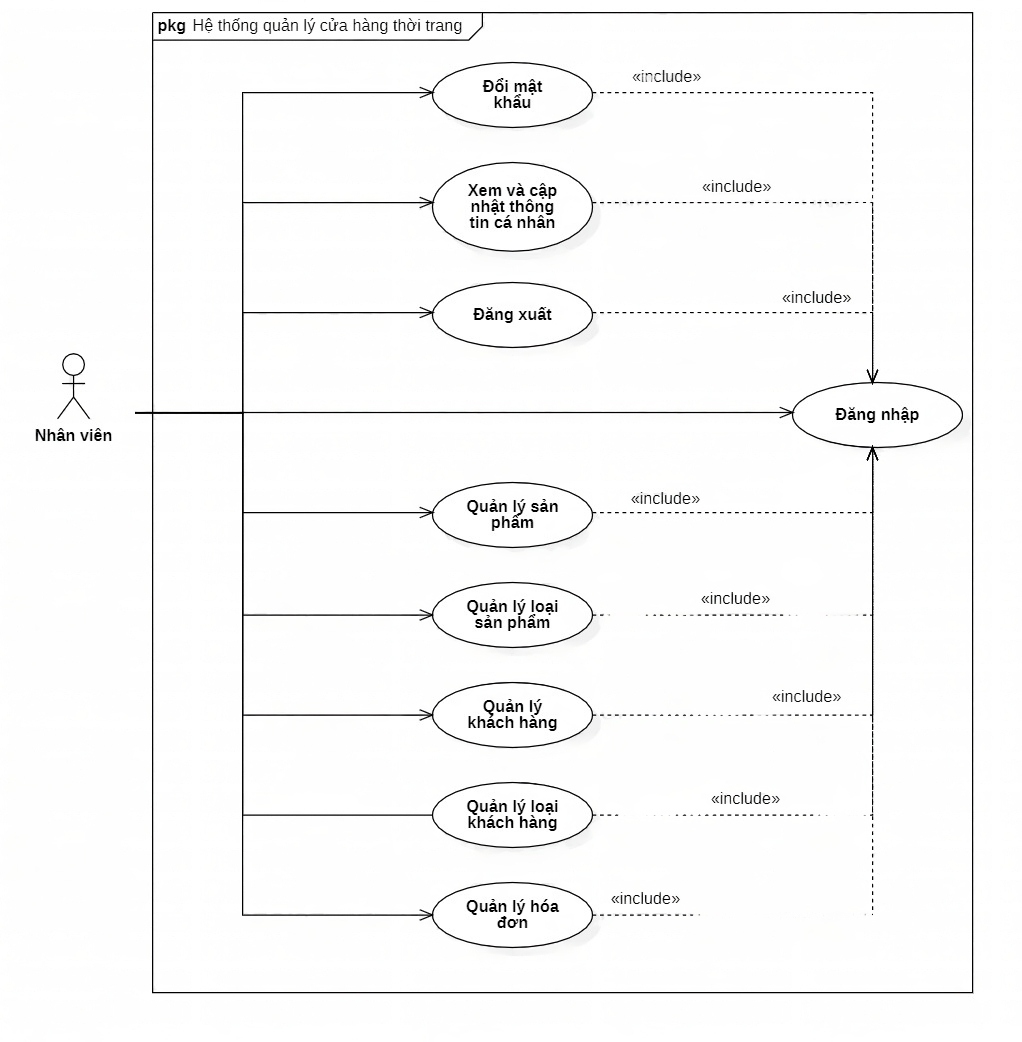 pkg Hệ thống quản lý cửa hàng thời trang
Đổi mật
khẩu
«include»
Xem và cập
nhật thông
tin cá nhân
«include»
Đăng xuất
«include»
Nhân viên
Đăng nhập
Quản lý sản
phẩm
«include»
Quản lý loại
sản phẩm
«include»
Quản lý
khách hàng
«include»
Quản lý loại
khách hàng
«include»
Quản lý hóa
đơn
«include»